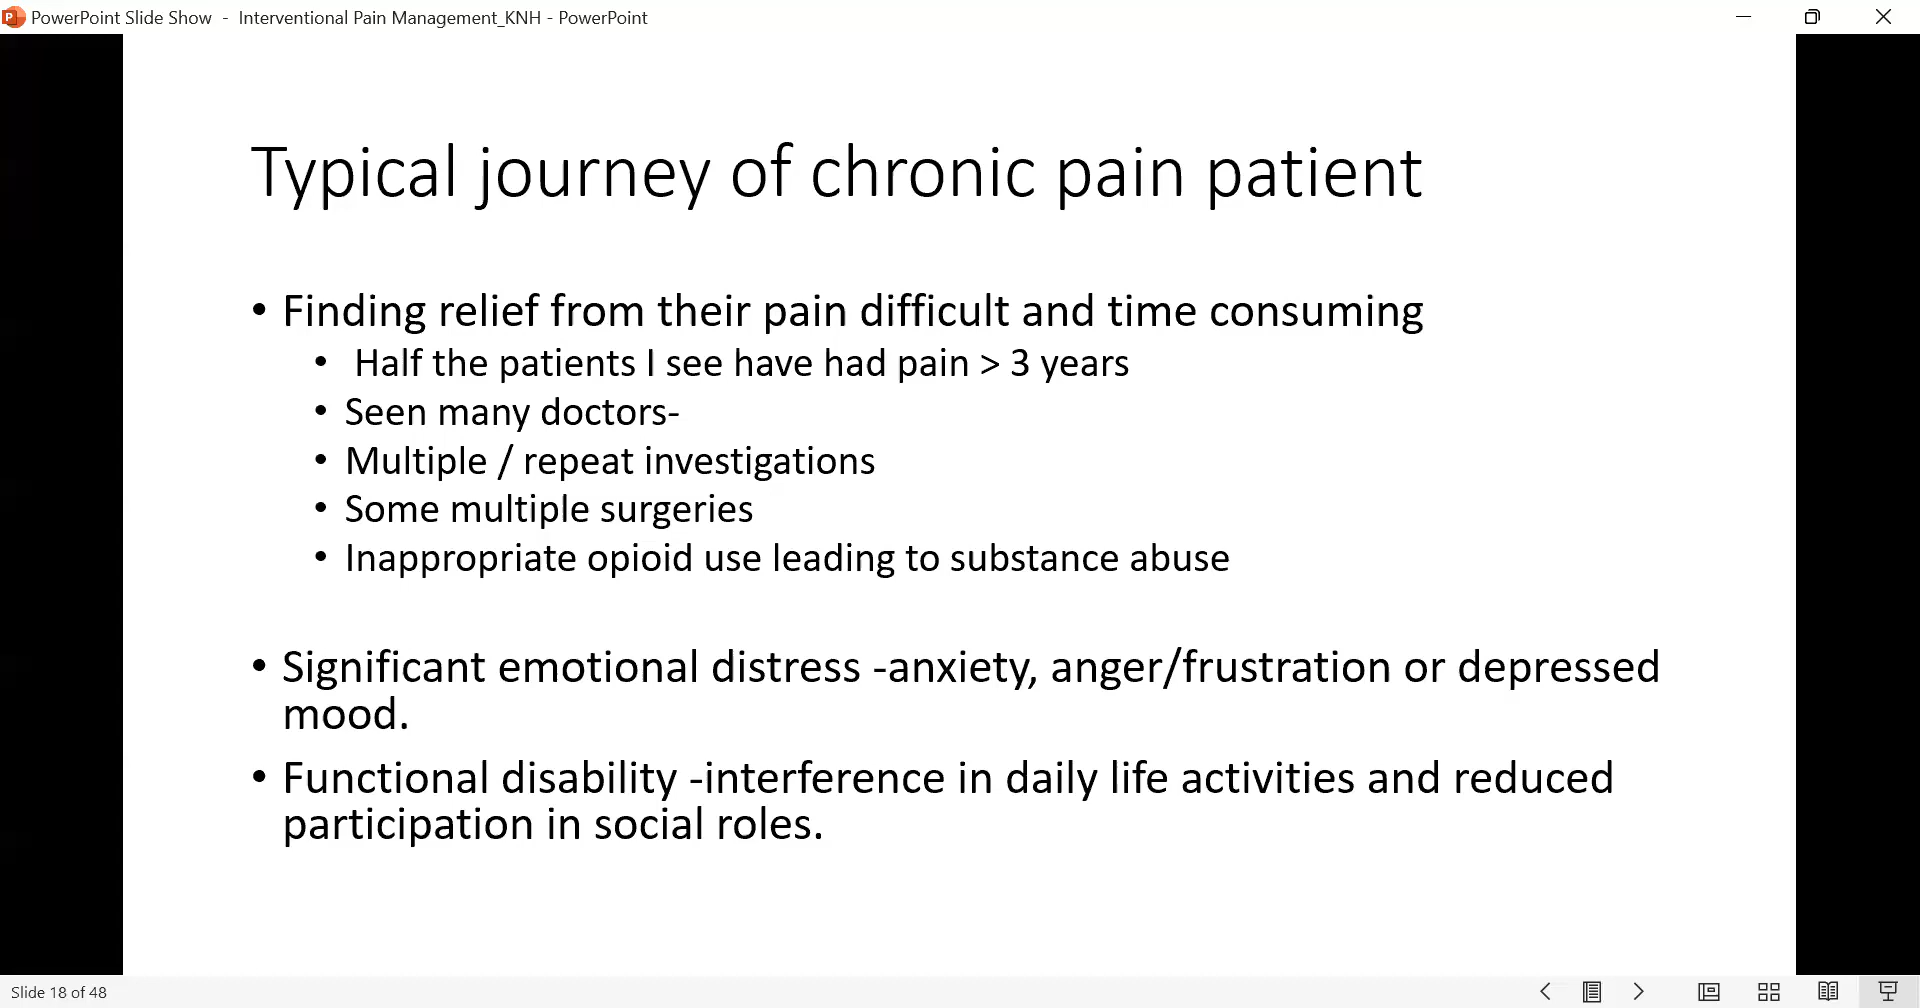 PowerPoint Slide Show - Interventional Pain Management_KNH - PowerPoint
Typical journey of chronic pain patient
• Finding relief from their pain difficult and time consuming
• Half the patients I see have had pain > 3 years
• Seen many doctors-
• Multiple / repeat investigations
• Some multiple surgeries
• Inappropriate opioid use leading to substance abuse
• Significant emotional distress -anxiety, anger/frustration or depressed
mood.
• Functional disability -interference in daily life activities and reduced
participation in social roles.
Slide 18 of 48